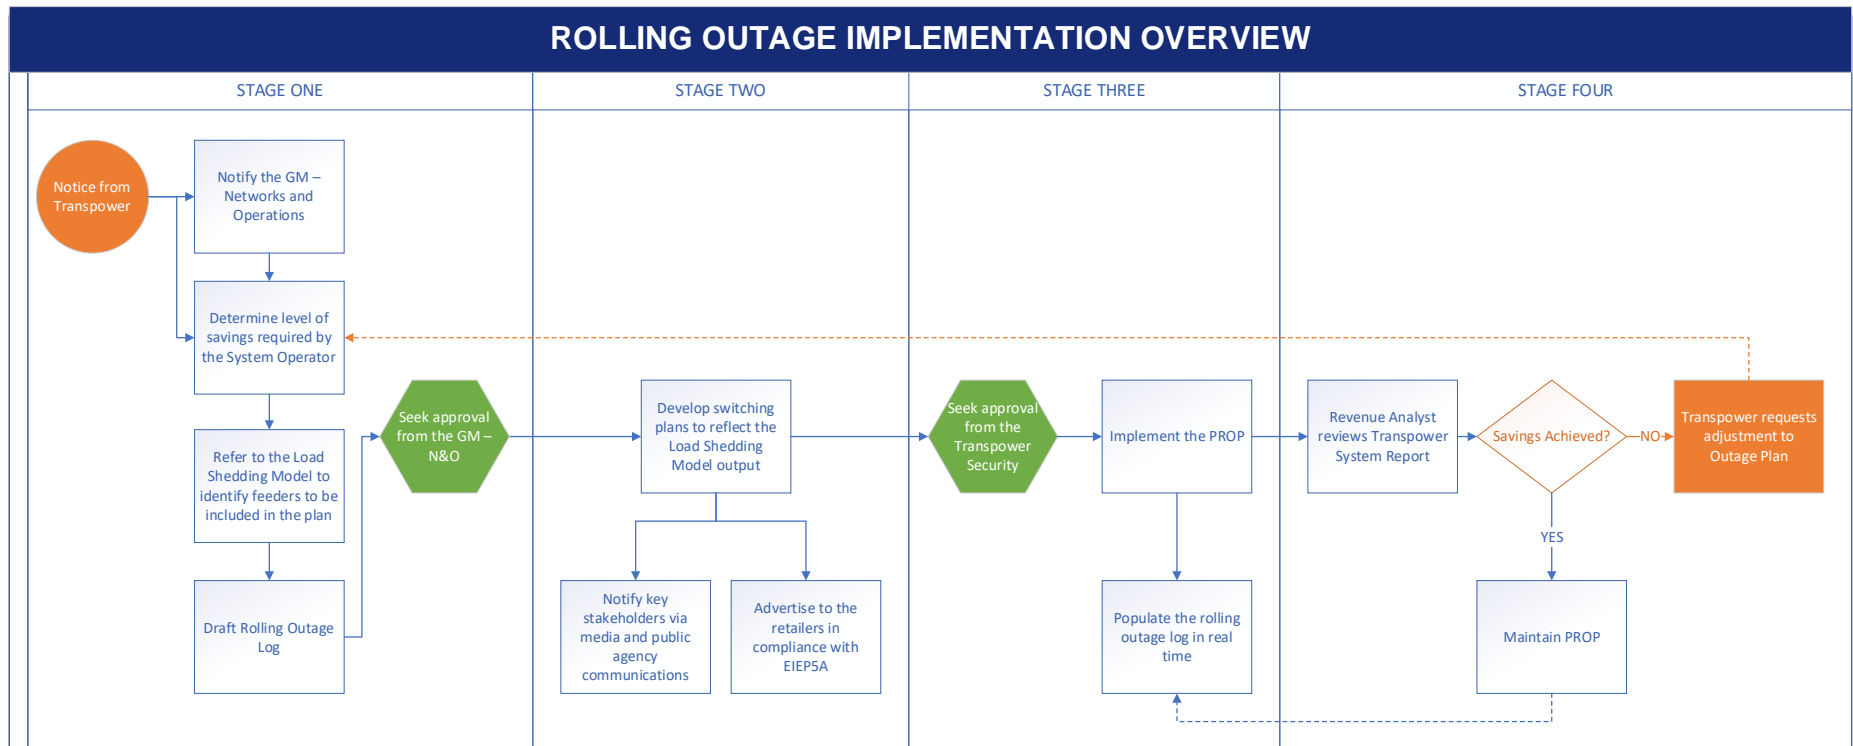 ROLLING OUTAGE IMPLEMENTATION OVERVIEW
STAGE ONE
STAGE TWO
STAGE THREE
STAGE FOUR
Notice from
Transpower
Notify the GM –
Networks and
Operations
Determine level of
savings required by
the System Operator
Refer to the Load
Shedding Model to
identify feeders to be
included in the plan
Draft Rolling Outage
Log
Seek approval
from the GM –
N&O
Develop switching
plans to reflect the
Load Shedding
Model output
Notify key
stakeholders via
media and public
agency
communications
Advertise to the
retailers in
compliance with
EIEP5A
Seek approval
from the
Transpower
Security
Implement the PROP
Populate the rolling
outage log in real
time
Revenue Analyst
reviews Transpower
System Report
Savings Achieved?
NO
Transpower requests
adjustment to
Outage Plan
YES
Maintain PROP